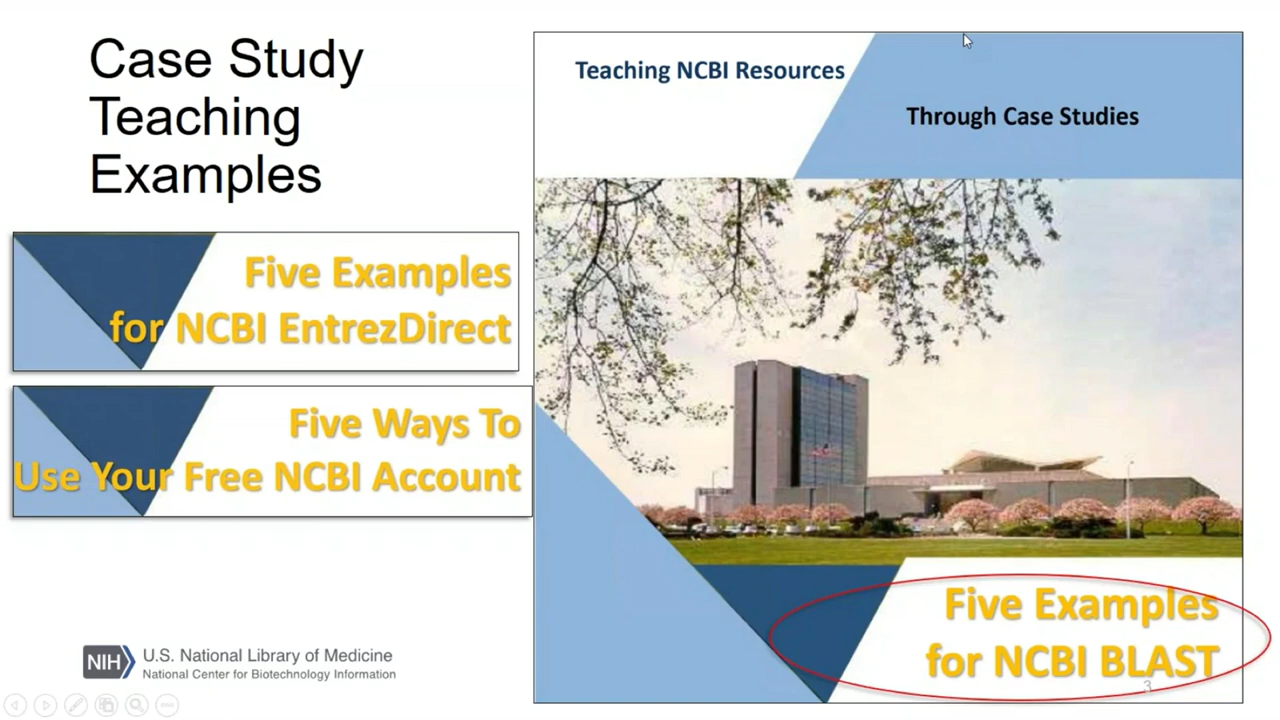 Case Study
Teaching
Examples
Five Examples
for NCBI EntrezDirect
Five Ways To
Use Your Free NCBI Account
Teaching NCBI Resources
Through Case Studies
Five Examples
for NCBI BLAST
3
NIH
U.S. National Library of Medicine
National Center for Biotechnology Information